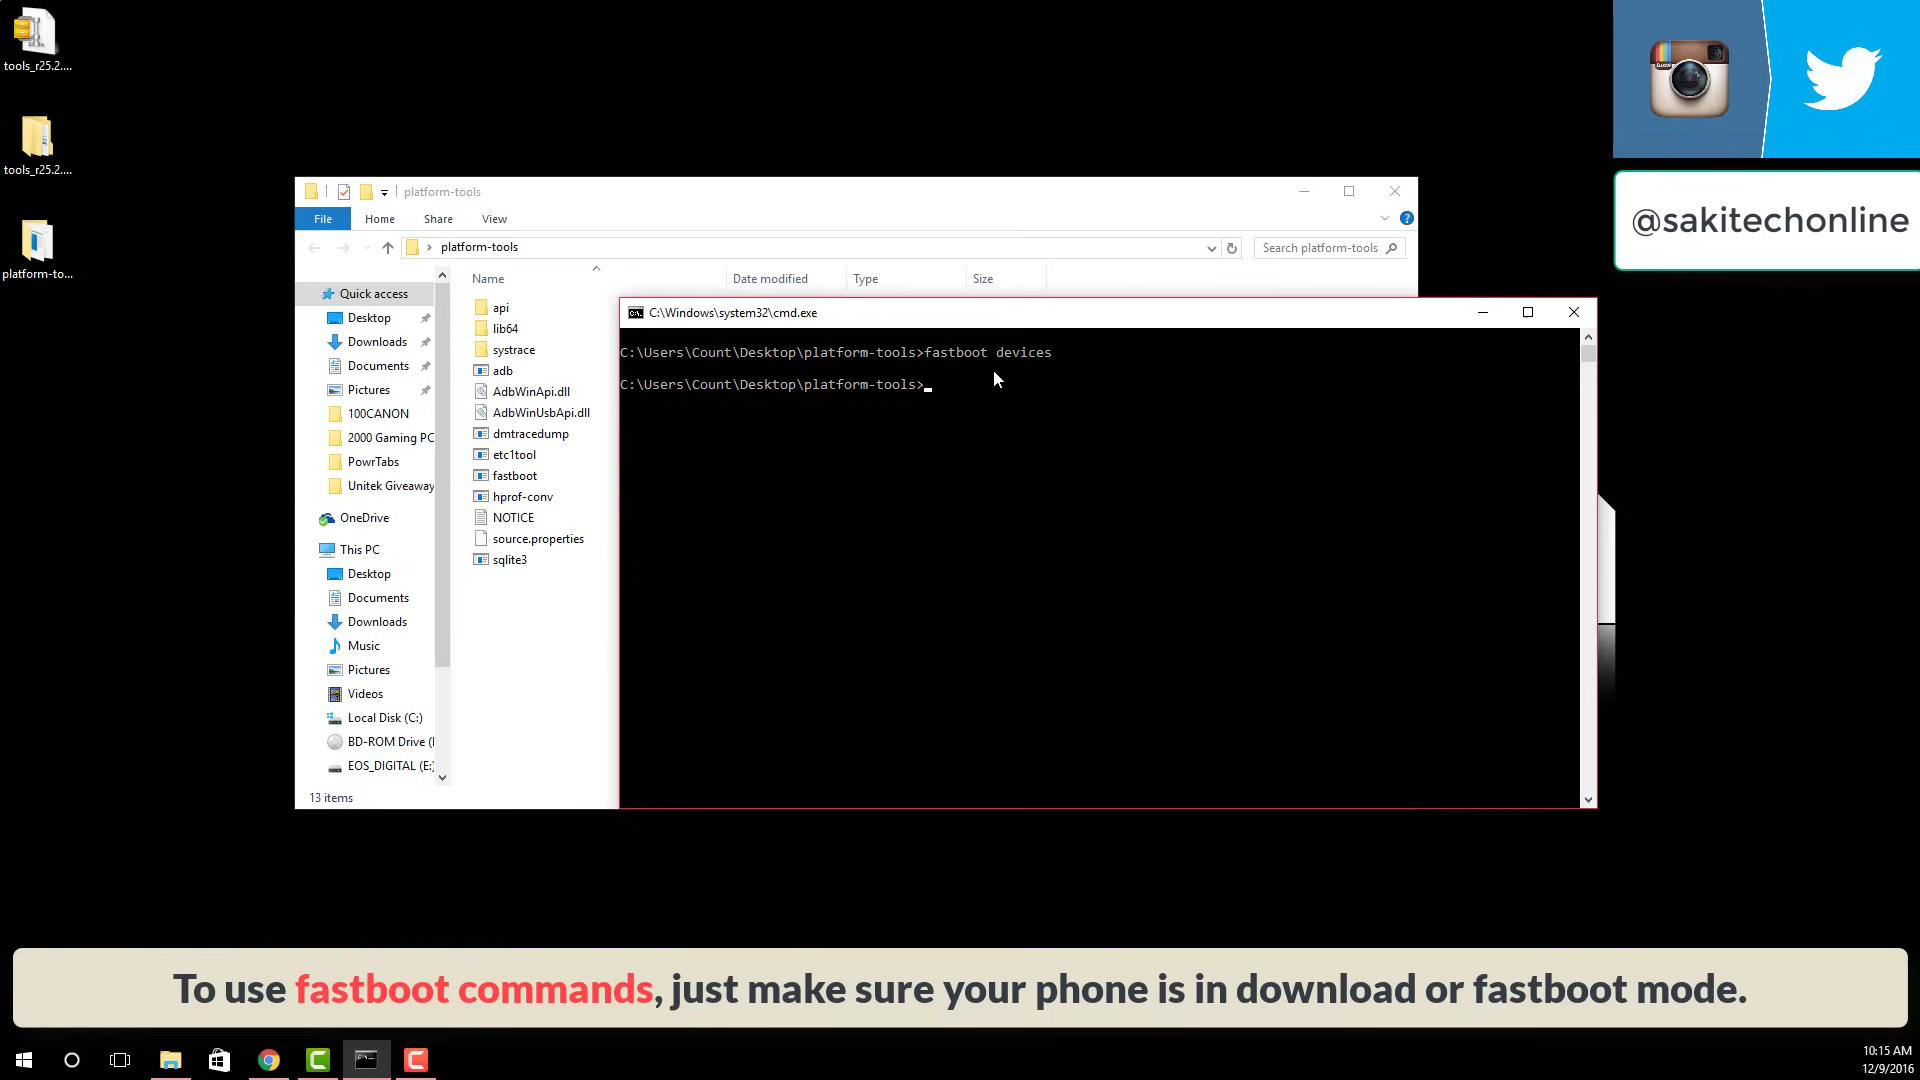 tools_r25.2....
tools_r25.2....
platform-to...
@sakitechonline
platform-tools
File
Home
Share
View
?
platform-tools
Search platform-tools
Name
Date modified
Type
Size
Quick access
Desktop
Downloads
Documents
Pictures
100CANON
2000 Gaming PC
PowrTabs
Unitek Giveaway
OneDrive
This PC
Desktop
Documents
Downloads
Music
Pictures
Videos
Local Disk (C:)
BD-ROM Drive (
EOS_DIGITAL (E:)
13 items
api
lib64
systrace
adb
AdbWinApi.dll
AdbWinUsbApi.dll
dmtracedump
etc1tool
fastboot
hprof-conv
NOTICE
source.properties
sqlite3
C:\Windows\system32\cmd.exe
C:\Users\Count\Desktop\platform-tools>fastboot devices
C:\Users\Count\Desktop\platform-tools>
To use fastboot commands, just make sure your phone is in download or fastboot mode.
10:15 AM
12/9/2016